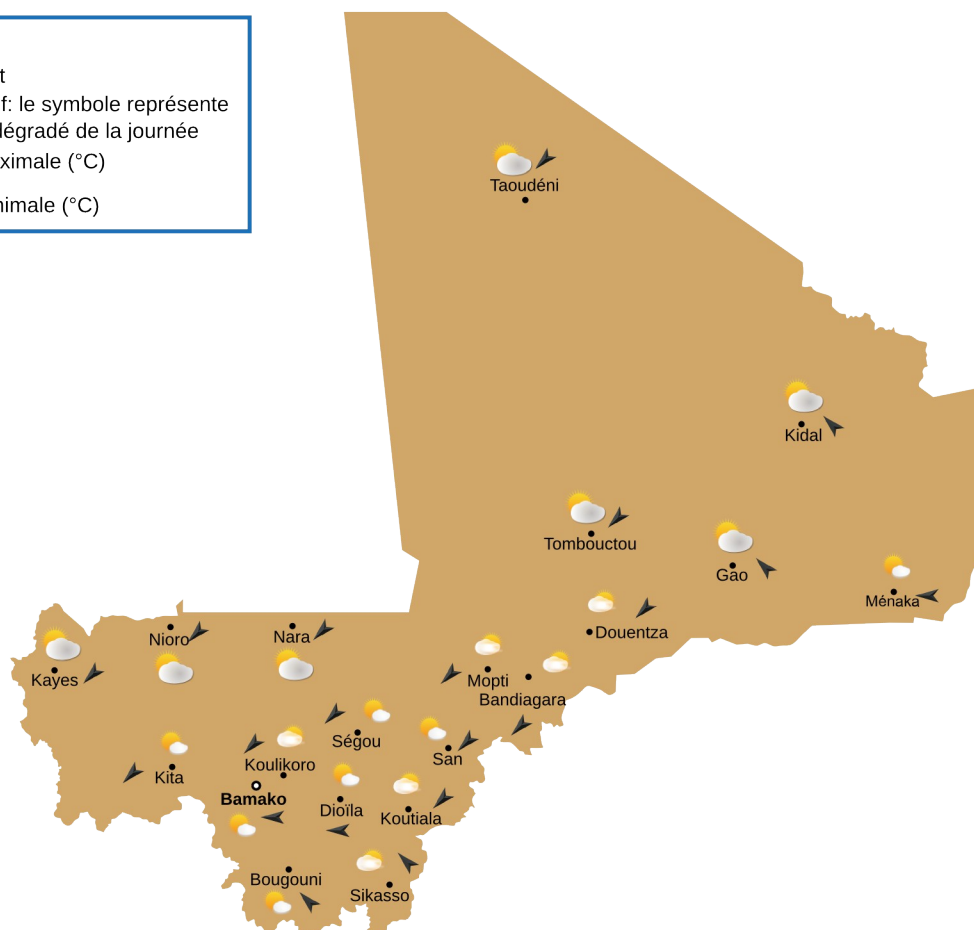 t
f: le symbole représente
dégradé de la journée
ximale (°C)
nimale (°C)
Taoudéni
Kidal
Tombouctou
Gao
Ménaka
Douentza
Nioro
Nara
Kayes
Mopti
Bandiagara
Ségou
San
Koulikoro
Kita
Bamako
Dioïla
Koutiala
Bougouni
Sikasso